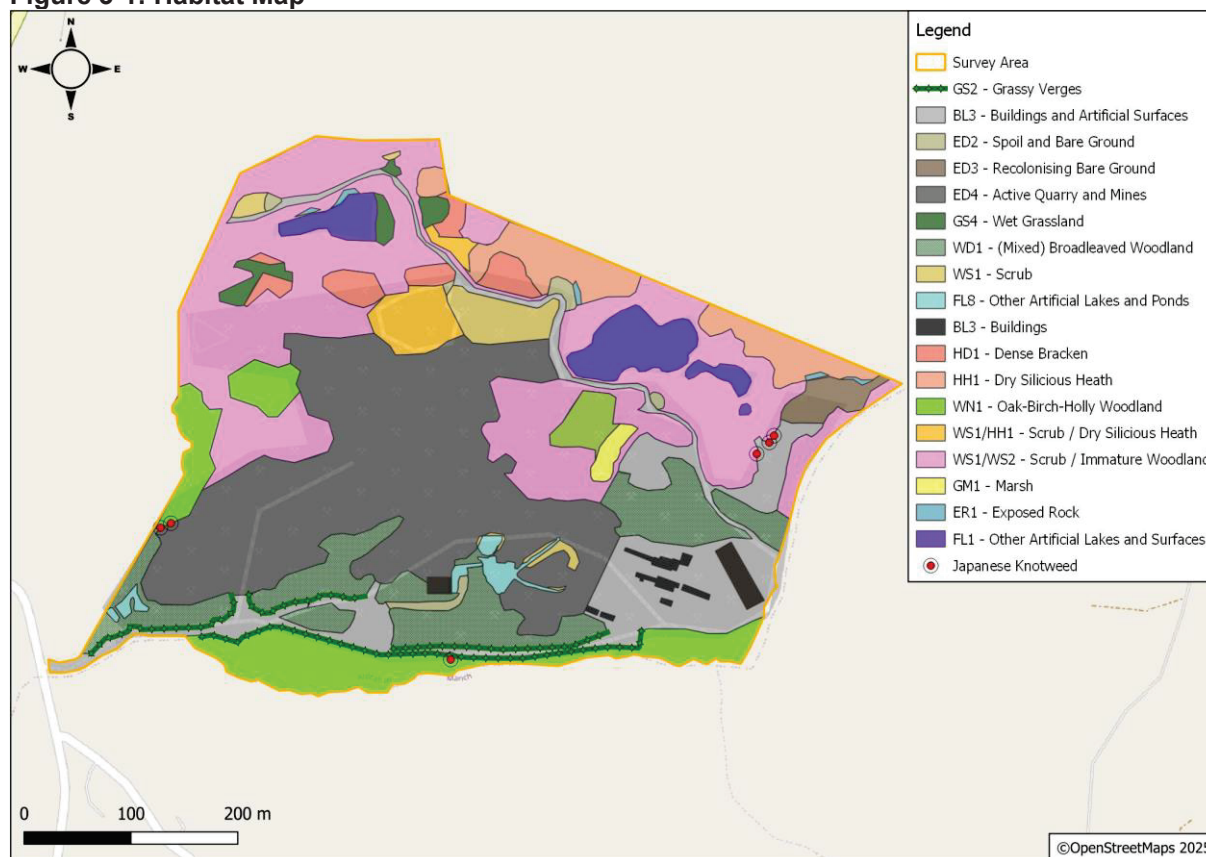 Figure 3-1: Habitat Map
N
W
E
S
Legend
Survey Area
GS2 - Grassy Verges
BL3 - Buildings and Artificial Surfaces
ED2 - Spoil and Bare Ground
ED3 - Recolonising Bare Ground
ED4 - Active Quarry and Mines
GS4 - Wet Grassland
WD1 - (Mixed) Broadleaved Woodland
WS1 - Scrub
FL8 - Other Artificial Lakes and Ponds
BL3 - Buildings
HD1 - Dense Bracken
HH1 - Dry Silicious Heath
WN1 - Oak-Birch-Holly Woodland
WS1/HH1 - Scrub / Dry Silicious Heath
WS1/WS2 - Scrub / Immature Woodland
GM1 - Marsh
ER1 - Exposed Rock
FL1 - Other Artificial Lakes and Surfaces
Japanese Knotweed
0 100 200 m
©OpenStreetMaps 2025